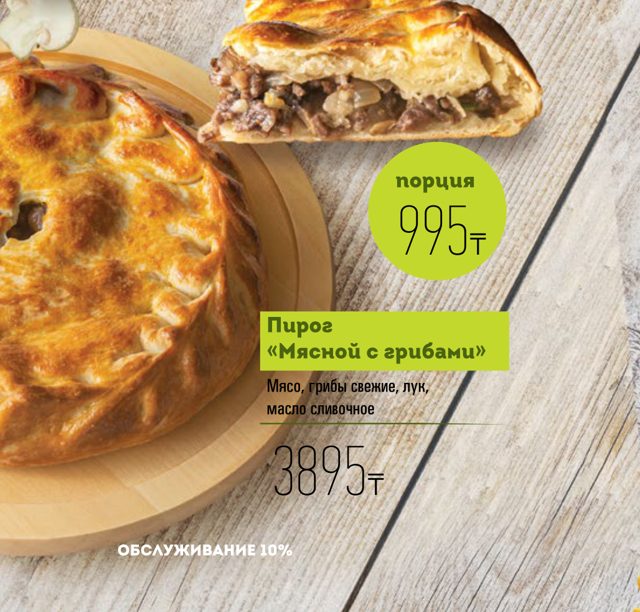 порция
995₸
Пирог
«Мясной с грибами»
Мясо, грибы свежие, лук,
масло сливочное
3895₸
ОБСЛУЖИВАНИЕ 10%